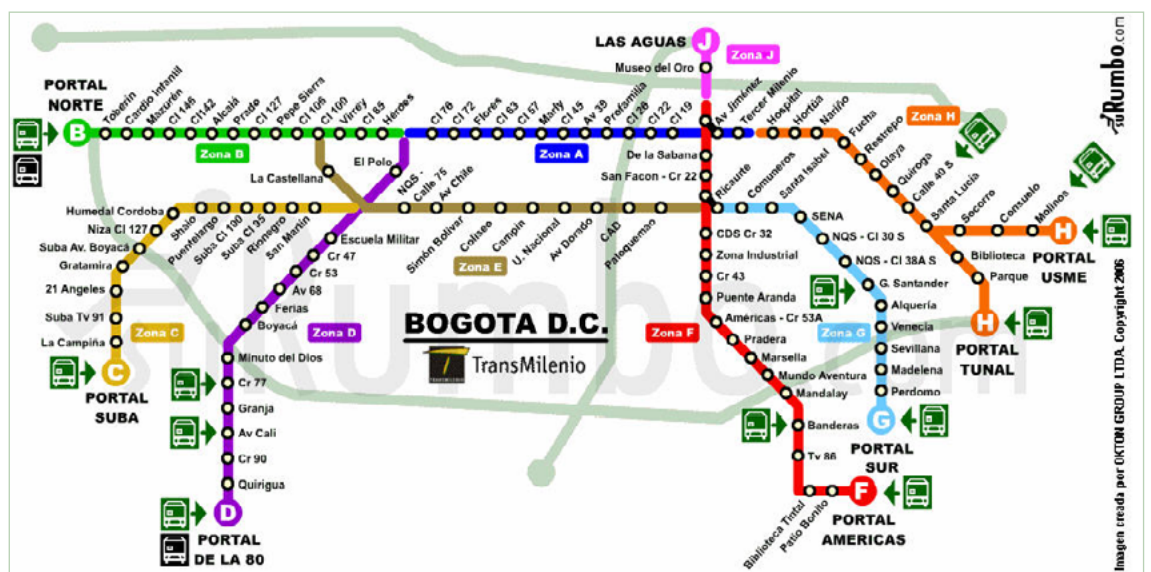 LAS AGUAS
J
Zona J
Museo del Oro
suRumbo.com
PORTAL
NORTE
B
Toberín
Cardio Infantil
Mazurén
Cl 146
Cl 142
Alcalá
Prado
Cl 127
Pepe Sierra
Cl 106
Cl 100
Virrey
Cl 85
Héroes
Cl 76
Cl 72
Flores
Cl 63
Cl 57
Marly
Cl 45
Av 39
Profamilia
Cl 26
Cl 22
Cl 19
Av Jiménez
Tercer Milenio
Hospital
Hortúa
Nariño
Fucha
Restrepo
Olaya
Quiroga
Calle 40 S
Santa Lucía
Socorro
Consuelo
Molinos
Zona H
H
PORTAL
USME
Biblioteca
Parque
H
PORTAL
TUNAL
Zona B
Zona A
El Polo
La Castellana
NQS -
Calle 75
Av Chile
Simón Bolívar
Coliseo
Campín
U. Nacional
Av Dorado
CAD
Paloquemao
Zona E
De la Sabana
San Facon - Cr 22
Ricaurte
Comuneros
Santa Isabel
SENA
NQS - Cl 30 S
NQS - Cl 38A S
G. Santander
Alquería
Venecia
Sevillana
Madelena
Perdomo
Zona G
G
PORTAL
SUR
Humedal Cordoba
Niza Cl 127
Suba Av. Boyacá
Gratamira
21 Angeles
Suba Tv 91
La Campiña
Shaio
Puentelargo
Suba Cl 100
Suba Cl 95
Rionegro
San Martín
Zona C
C
PORTAL
SUBA
Escuela Militar
Cr 47
Cr 53
Av 68
Ferias
Boyacá
Minuto del Dios
Cr 77
Granja
Av Cali
Cr 90
Quirigua
Zona D
D
PORTAL
DE LA 80
BOGOTA D.C.
TransMilenio
CDS Cr 32
Zona Industrial
Cr 43
Puente Aranda
Américas - Cr 53A
Pradera
Marsella
Mundo Aventura
Mandalay
Banderas
Tv 86
Biblioteca Tintal
Patio Bonito
Zona F
F
PORTAL
AMERICAS
Imagen creada por OKTON GROUP LTDA. Copyright 2006